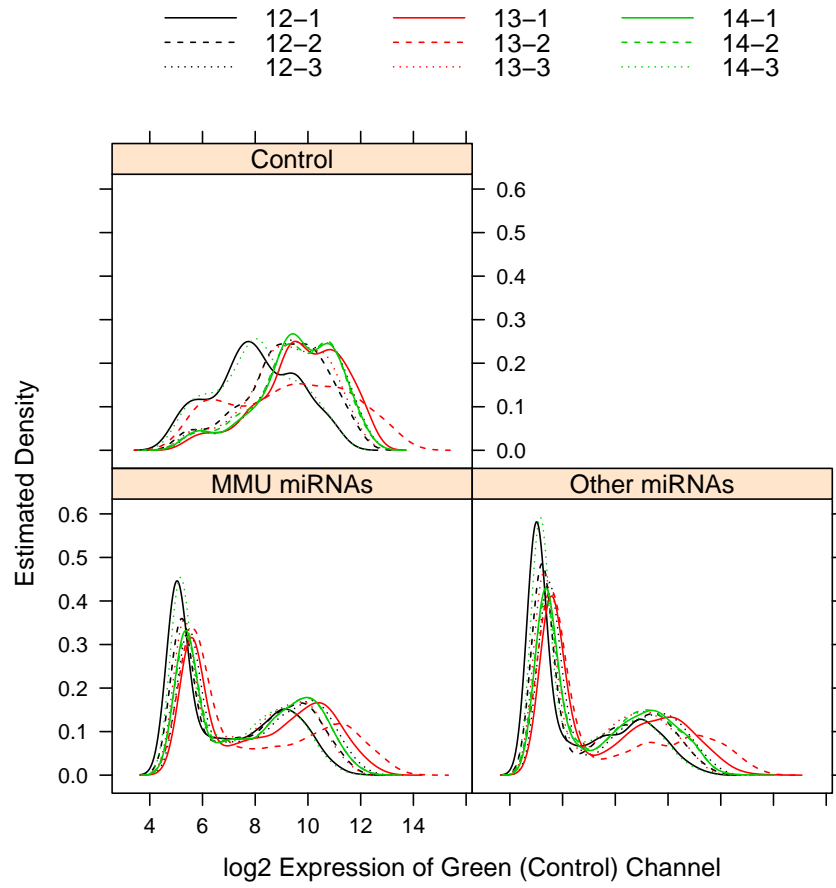 12−1 13−1 14−1
12−2 13−2 14−2
12−3 13−3 14−3
Control
0.6
0.5
0.4
0.3
0.2
0.1
0.0
Estimated Density
MMU miRNAs Other miRNAs
0.6
0.5
0.4
0.3
0.2
0.1
0.0
4 6 8 10 12 14
log2 Expression of Green (Control) Channel